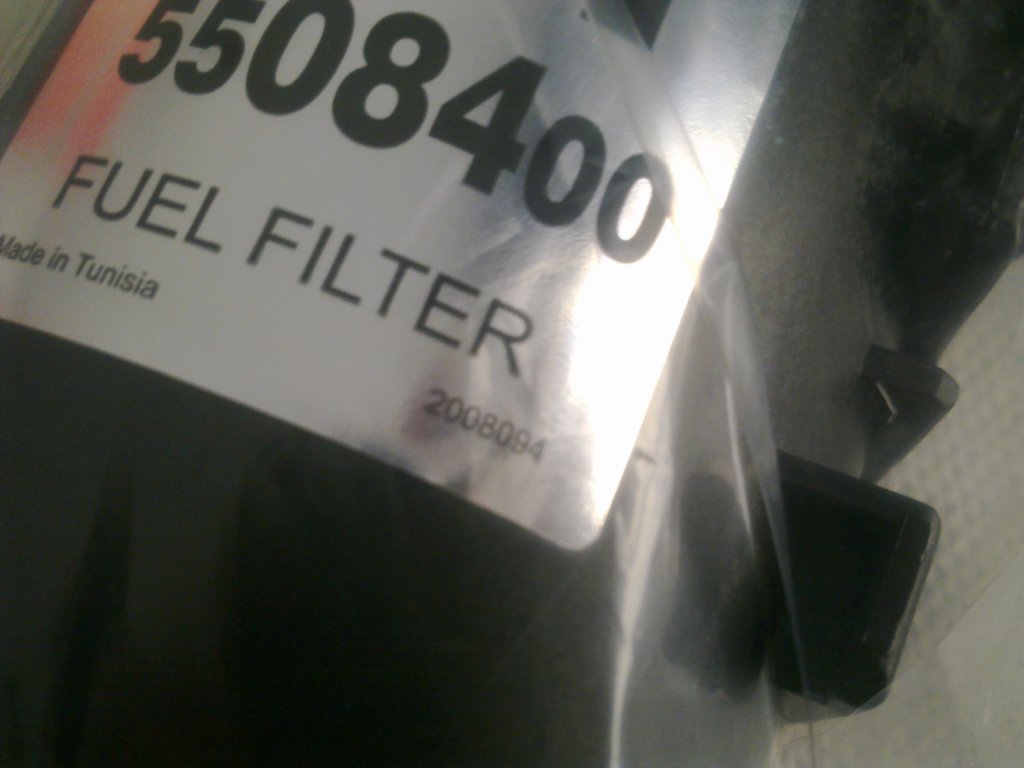 5508400
FUEL FILTER
Made in Tunisia
2008094